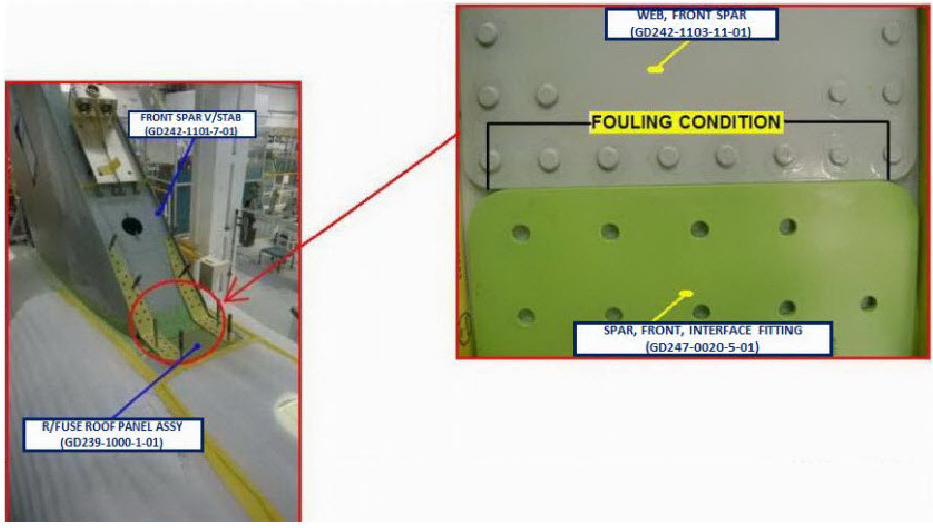 WEB, FRONT SPAR
(GD242-1103-11-01)
FRONT SPAR V/STAB
(GD242-1101-7-01)
FOULING CONDITION
SPAR, FRONT, INTERFACE FITTING
(GD247-0020-5-01)
R/FUSE ROOF PANEL ASSY
(GD239-1000-1-01)